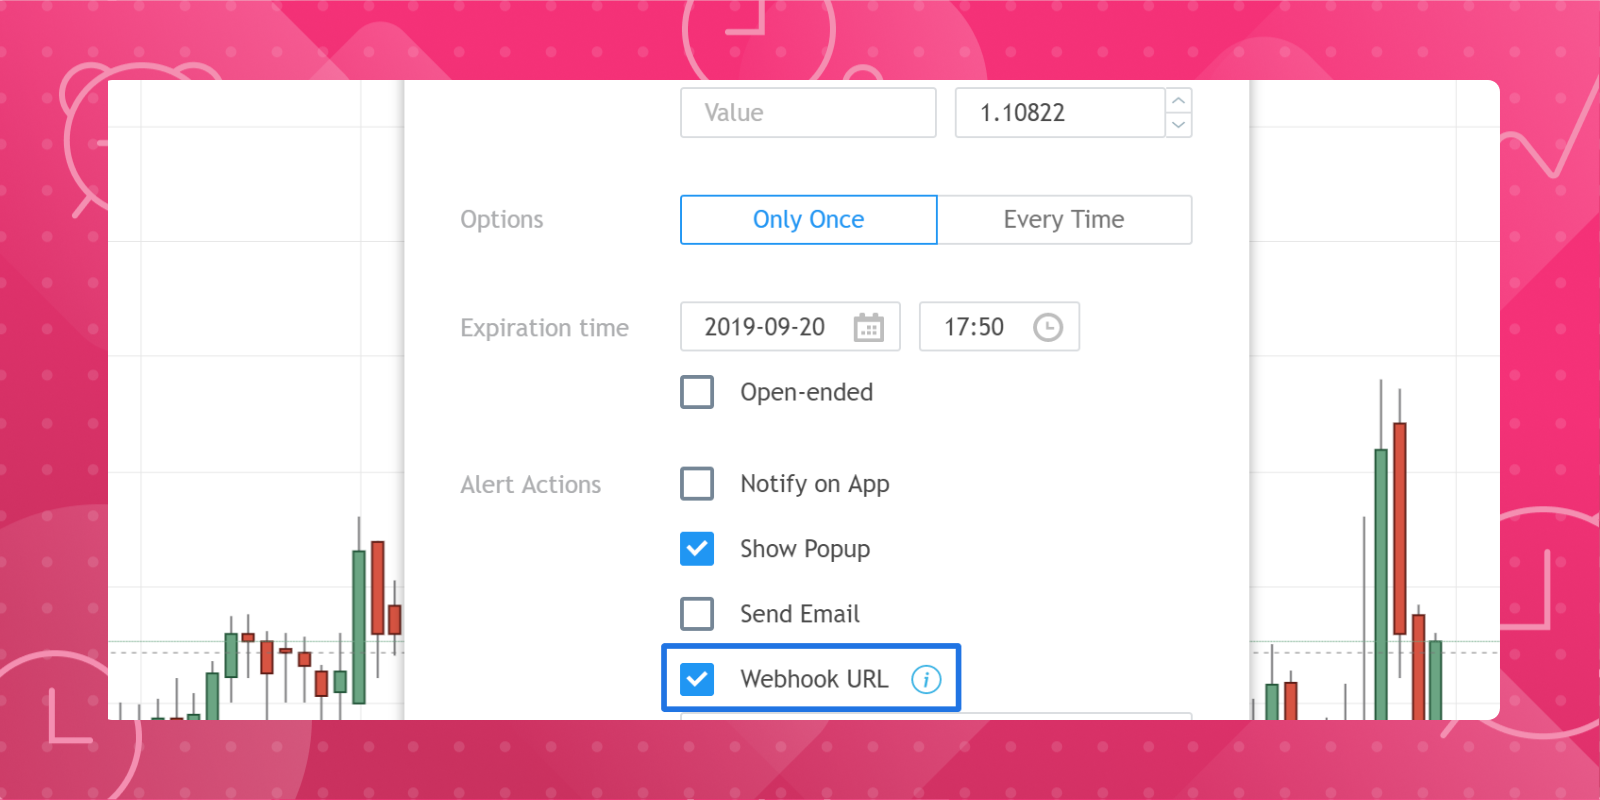 Value 1.10822
Options Only Once Every Time
Expiration time 2019-09-20 17:50
Open-ended
Alert Actions Notify on App
Show Popup
Send Email
Webhook URL i